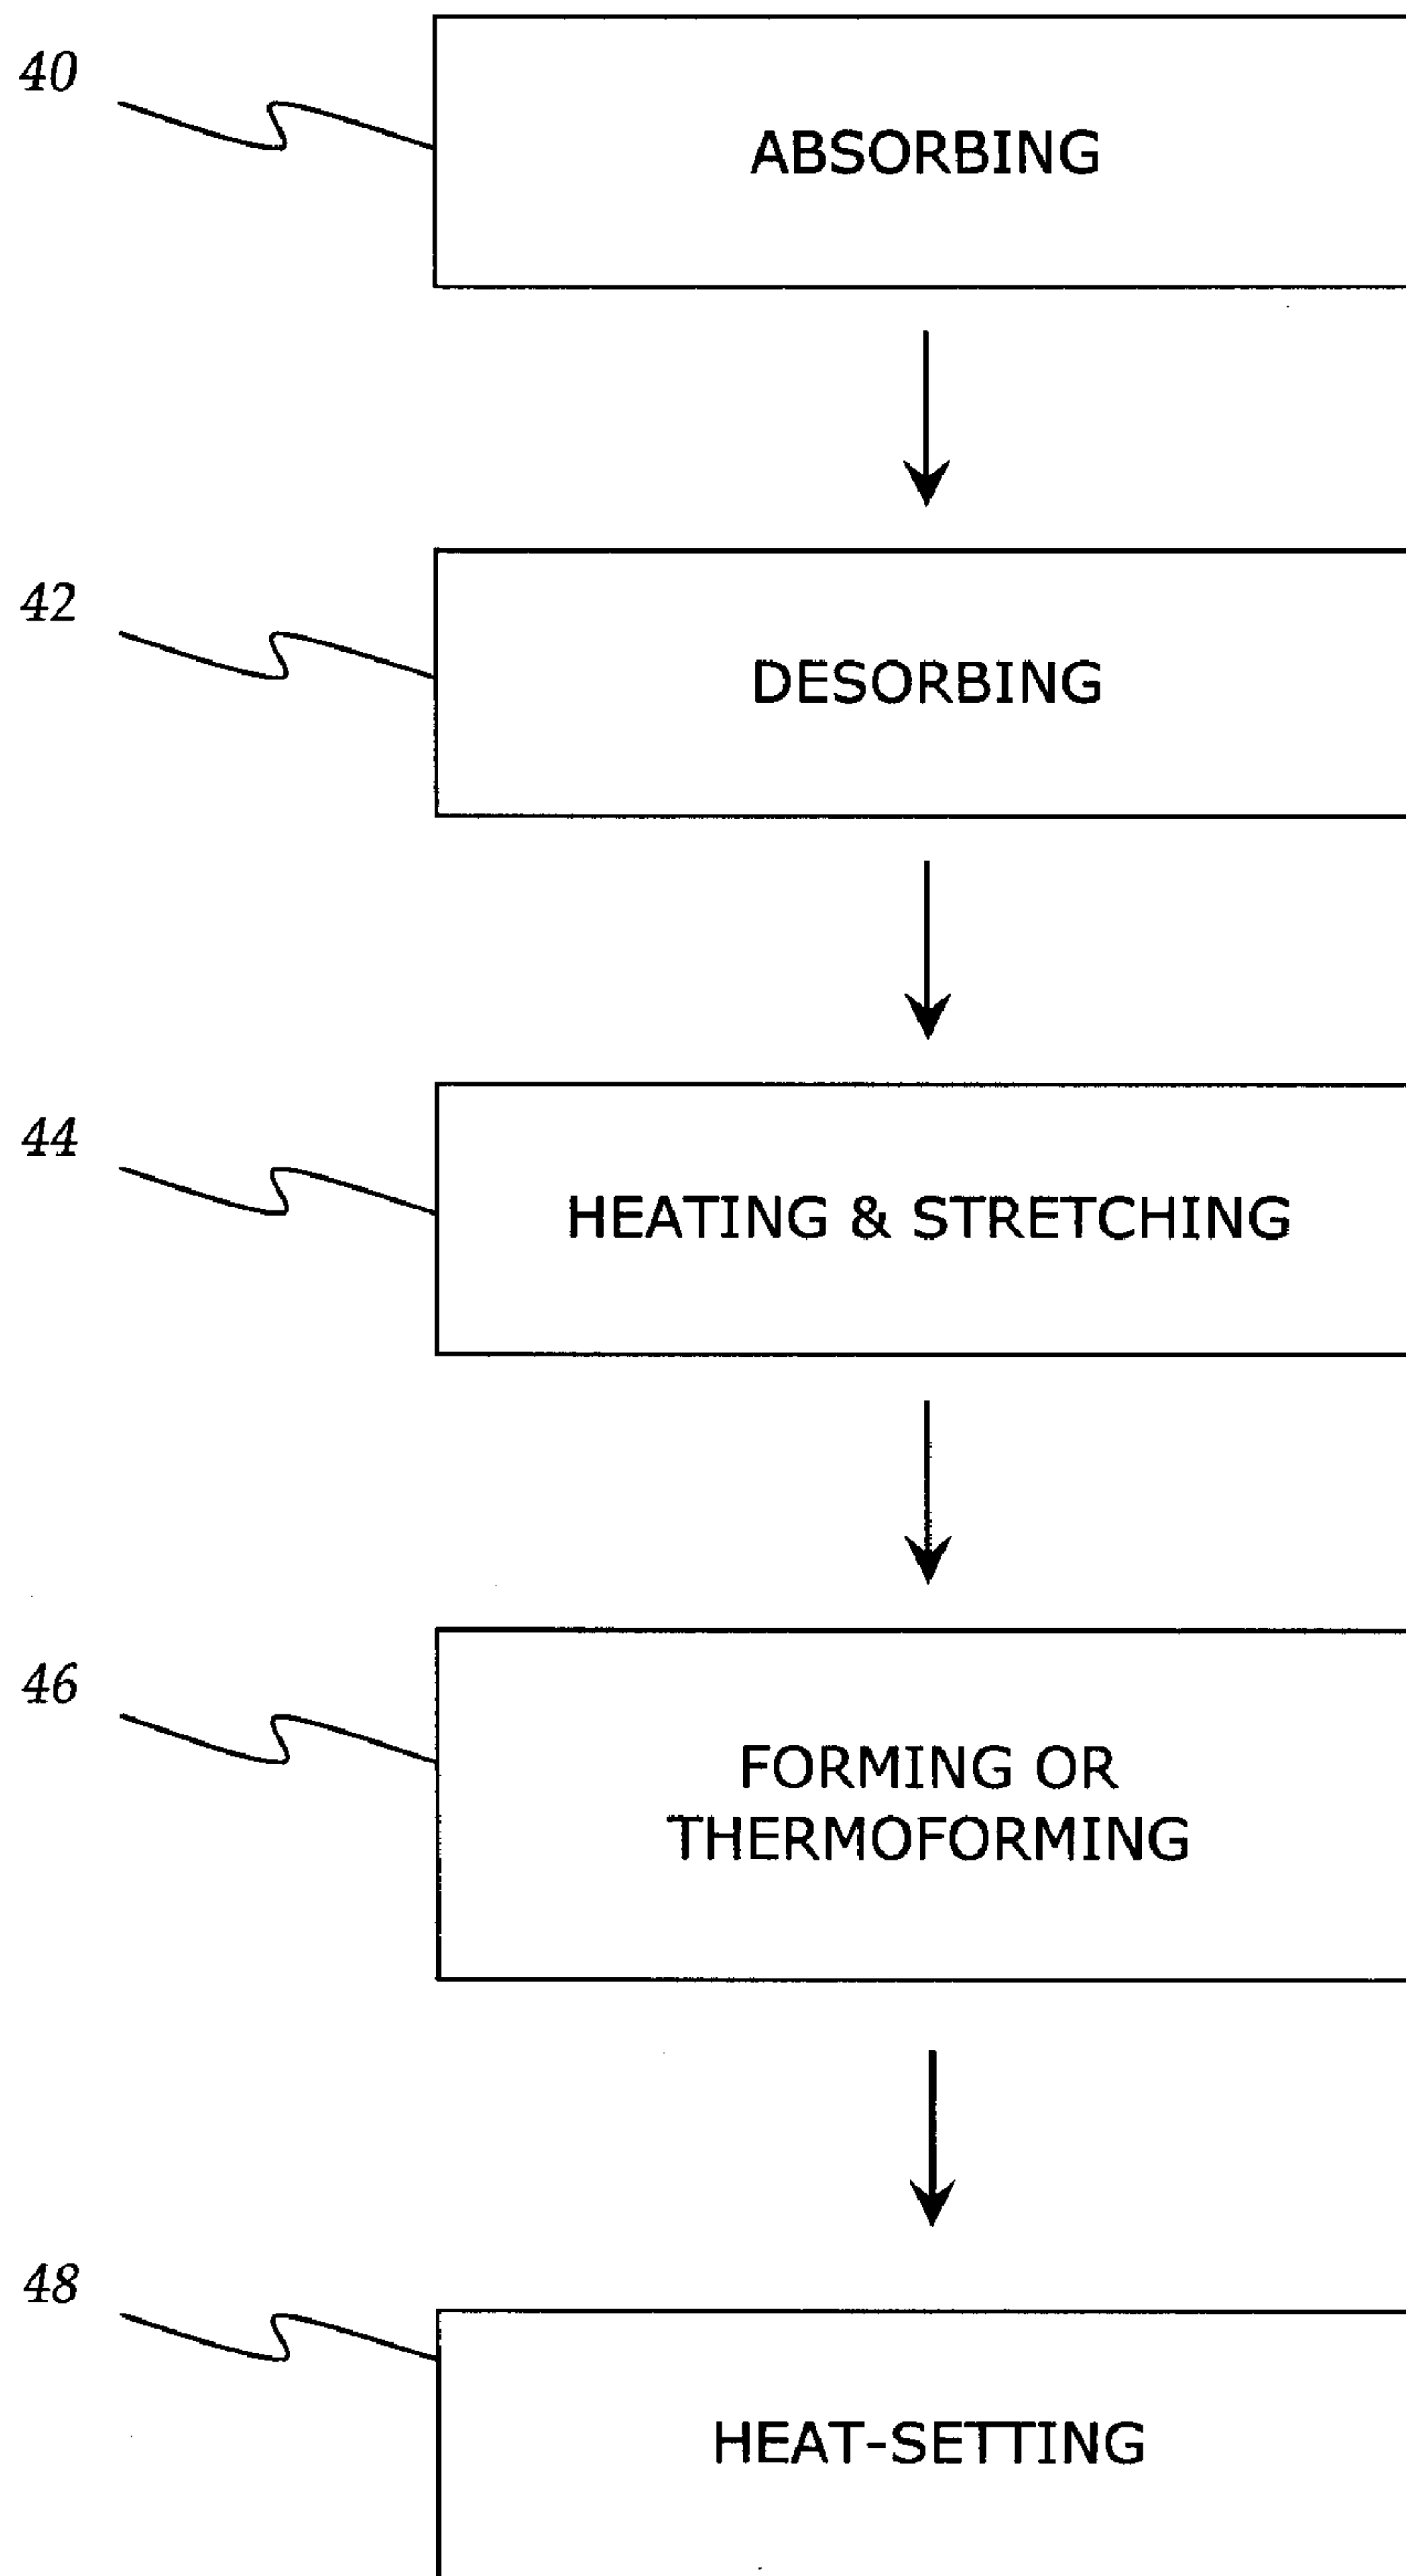 40
ABSORBING
42
DESORBING
44
HEATING & STRETCHING
46
FORMING OR
THERMOFORMING
48
HEAT-SETTING